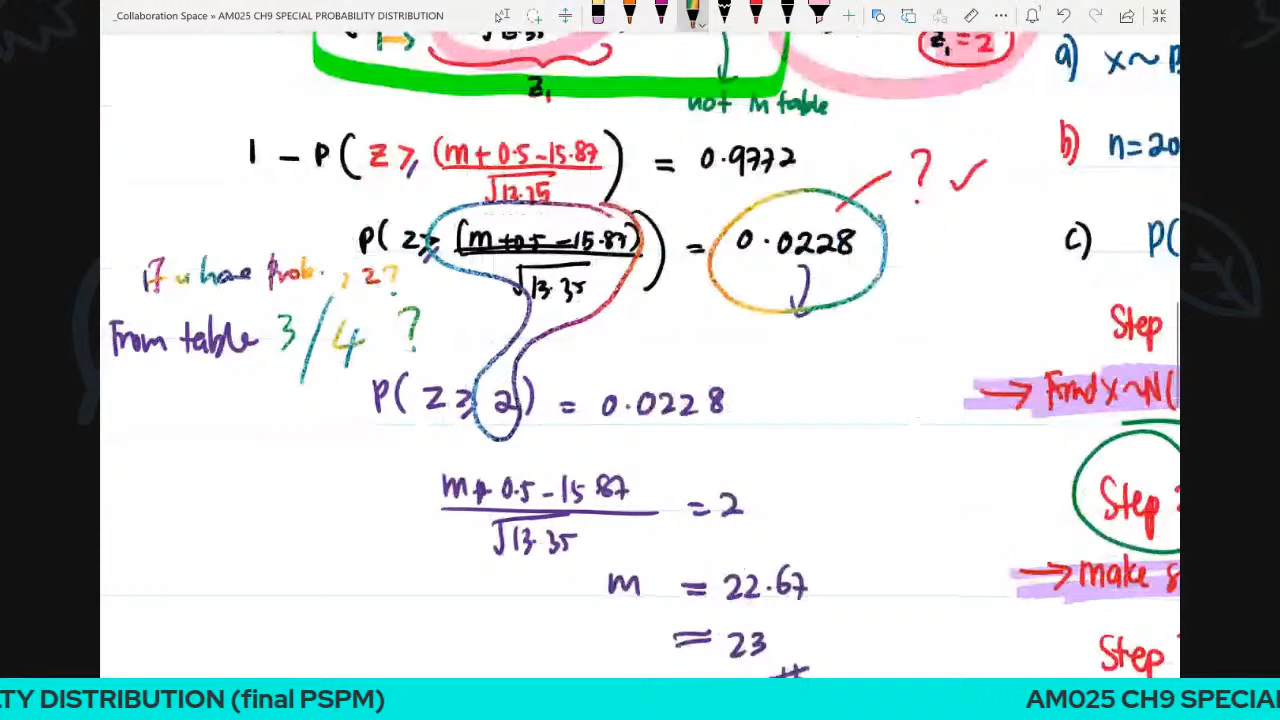 _Collaboration Space » AM025 CH9 SPECIAL PROBABILITY DISTRIBUTION
z₁
z₁ = 2
not in table
a) x ~
1 - P( Z ≥ (m + 0.5 - 15.87) / √13.35 ) = 0.9772
? ✓
b) n=20
P( Z ≥ (m + 0.5 - 15.87) / √13.35 ) = 0.0228
c) P(
If u have prob. , z?
From table 3/4 ?
Step
P( Z ≥ 2 ) = 0.0228
→ Find x~N(
(m + 0.5 - 15.87) / √13.35 = 2
Step
→ make
m = 22.67
≈ 23 #
Step
LTY DISTRIBUTION (final PSPM)
AM025 CH9 SPECIA